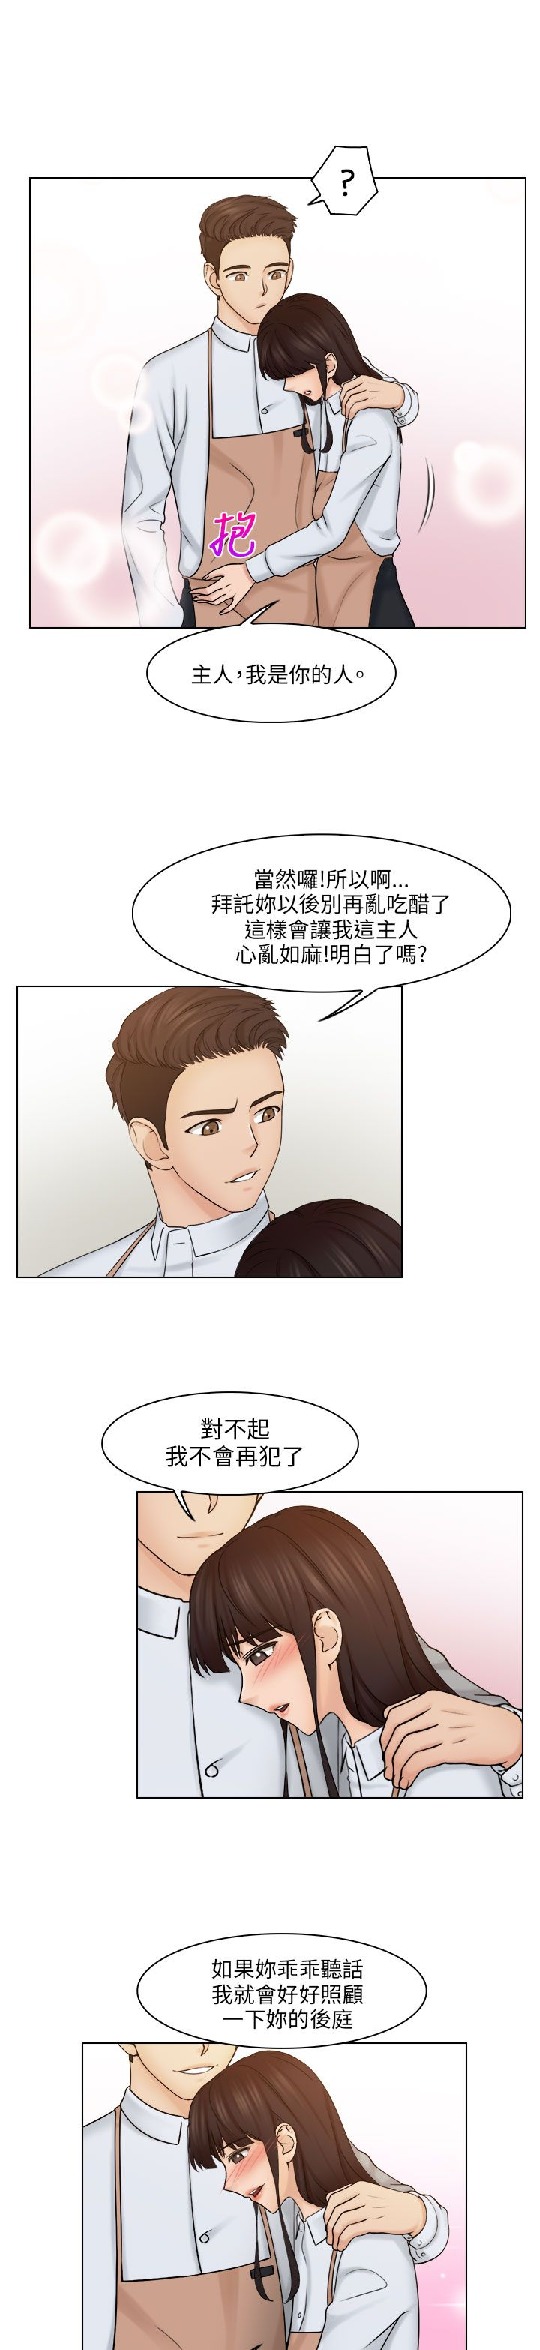 ?
抱
主人,我是你的人。
當然囉!所以啊...
拜託妳以後別再亂吃醋了
這樣會讓我這主人
心亂如麻!明白了嗎?
對不起
我不會再犯了
如果妳乖乖聽話
我就會好好照顧
一下妳的後庭